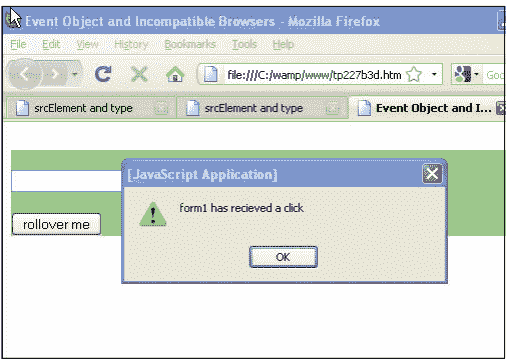 Event Object and Incompatible Browsers - Mozilla Firefox
File Edit View History Bookmarks Tools Help
file:///C:/wamp/www/tp227b3d.htm
Goo
srcElement and type
srcElement and type
Event Object and I...
[JavaScript Application]
form1 has recieved a click
rollover me
OK